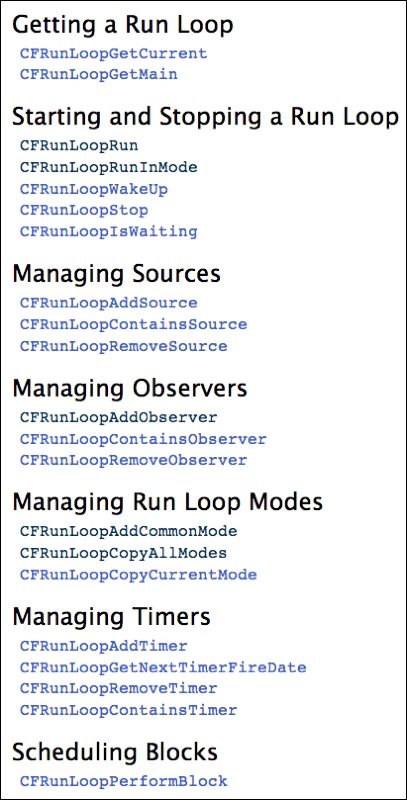 Getting a Run Loop
CFRunLoopGetCurrent
CFRunLoopGetMain
Starting and Stopping a Run Loop
CFRunLoopRun
CFRunLoopRunInMode
CFRunLoopWakeUp
CFRunLoopStop
CFRunLoopIsWaiting
Managing Sources
CFRunLoopAddSource
CFRunLoopContainsSource
CFRunLoopRemoveSource
Managing Observers
CFRunLoopAddObserver
CFRunLoopContainsObserver
CFRunLoopRemoveObserver
Managing Run Loop Modes
CFRunLoopAddCommonMode
CFRunLoopCopyAllModes
CFRunLoopCopyCurrentMode
Managing Timers
CFRunLoopAddTimer
CFRunLoopGetNextTimerFireDate
CFRunLoopRemoveTimer
CFRunLoopContainsTimer
Scheduling Blocks
CFRunLoopPerformBlock